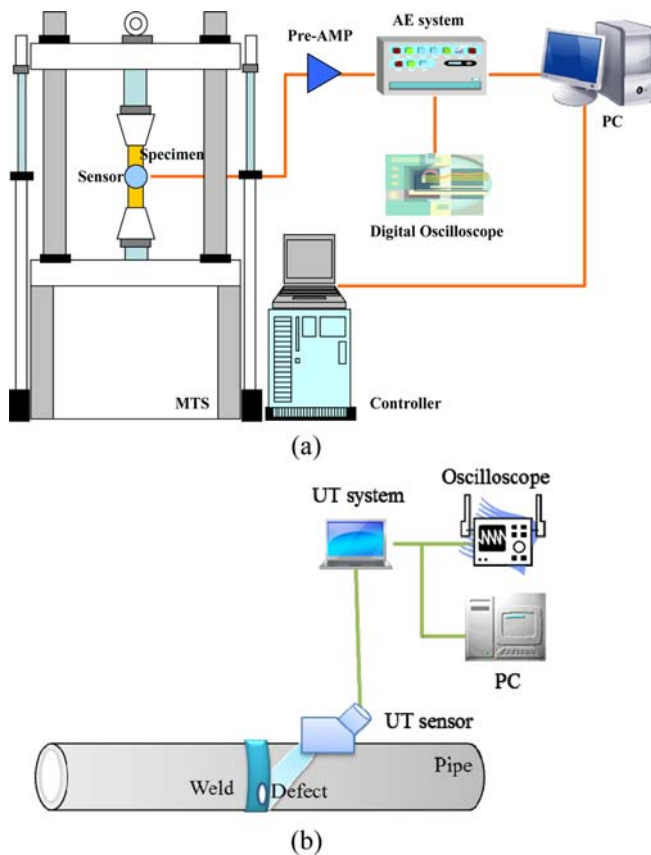 Pre-AMP
AE system
PC
Specimen
Sensor
Digital Oscilloscope
MTS
Controller
(a)
Oscilloscope
UT system
PC
UT sensor
Pipe
Weld
Defect
(b)